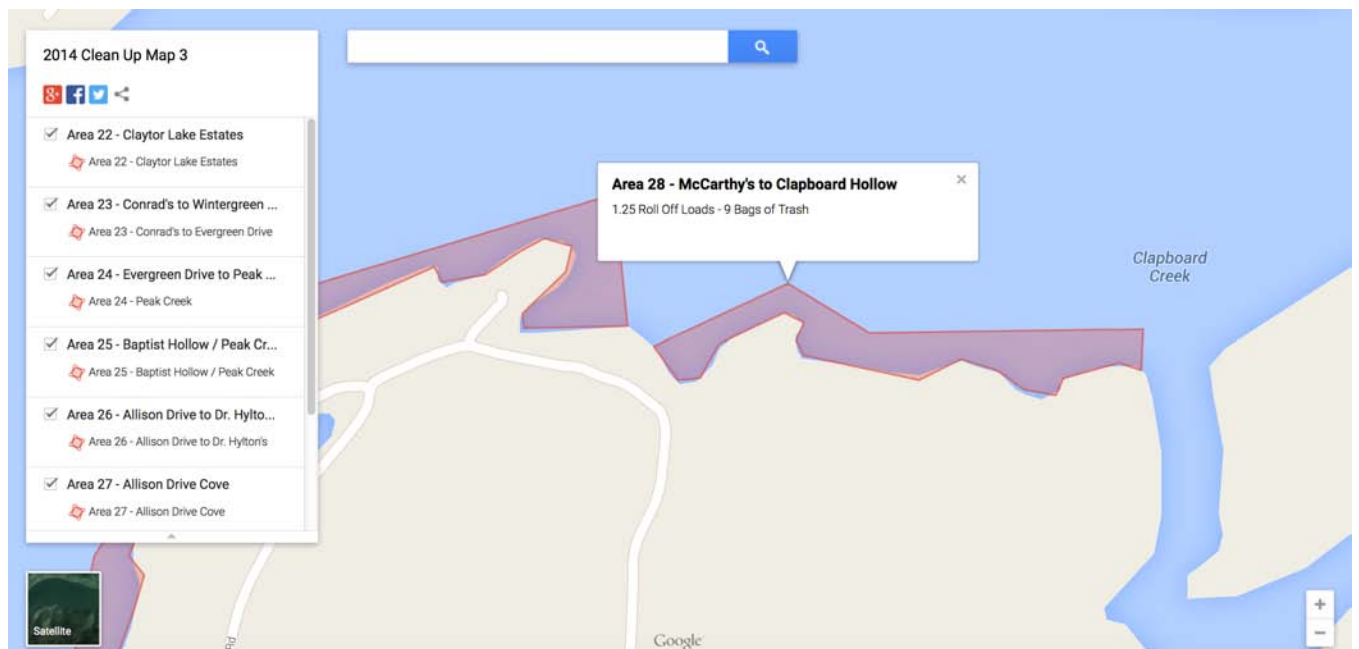 2014 Clean Up Map 3
Area 22 - Claytor Lake Estates
Area 22 - Claytor Lake Estates
Area 23 - Conrad's to Wintergreen ...
Area 23 - Conrad's to Evergreen Drive
Area 24 - Evergreen Drive to Peak ...
Area 24 - Peak Creek
Area 25 - Baptist Hollow / Peak Cr...
Area 25 - Baptist Hollow / Peak Creek
Area 26 - Allison Drive to Dr. Hylto...
Area 26 - Allison Drive to Dr. Hylton's
Area 27 - Allison Drive Cove
Area 27 - Allison Drive Cove
Satellite
Area 28 - McCarthy's to Clapboard Hollow
1.25 Roll Off Loads - 9 Bags of Trash
Clapboard
Creek
Rd
Google